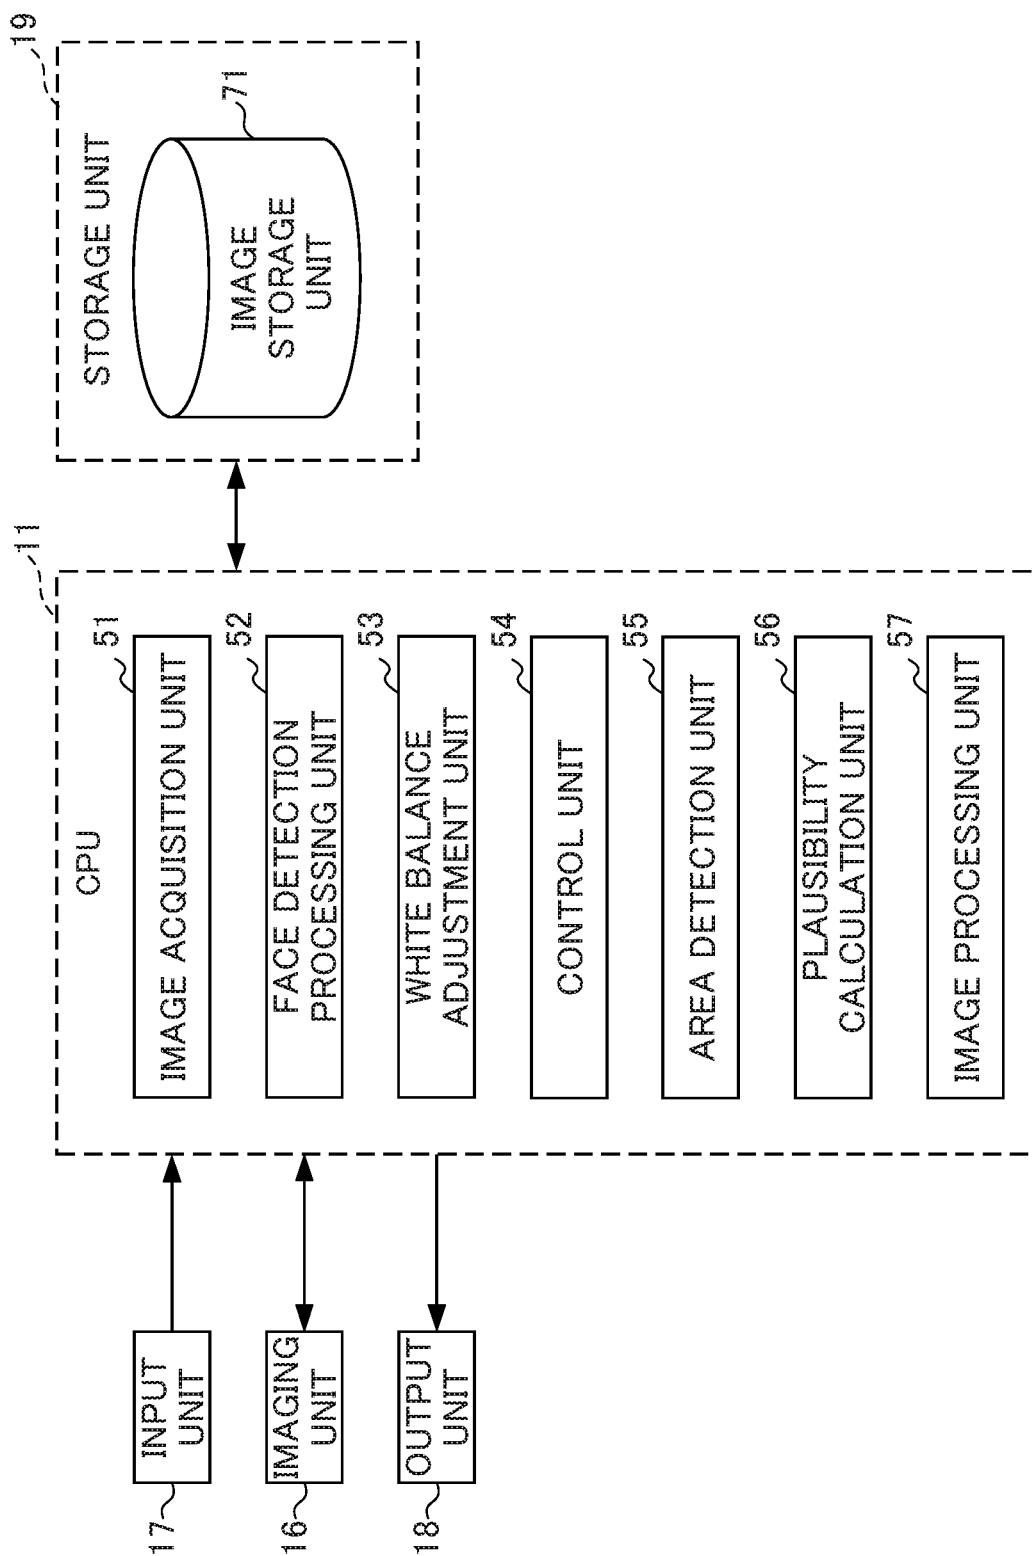 17
INPUT
UNIT
16
IMAGING
UNIT
18
OUTPUT
UNIT
11
CPU
51
IMAGE ACQUISITION UNIT
52
FACE DETECTION
PROCESSING UNIT
53
WHITE BALANCE
ADJUSTMENT UNIT
54
CONTROL UNIT
55
AREA DETECTION UNIT
56
PLAUSIBILITY
CALCULATION UNIT
57
IMAGE PROCESSING UNIT
19
STORAGE UNIT
71
IMAGE
STORAGE
UNIT